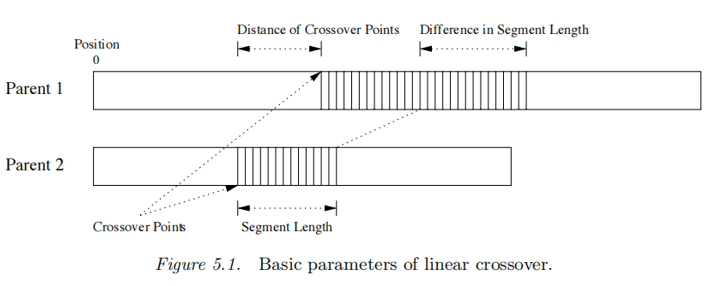 Distance of Crossover Points
Difference in Segment Length
Position
0
Parent 1
Parent 2
Crossover Points
Segment Length
Figure 5.1. Basic parameters of linear crossover.